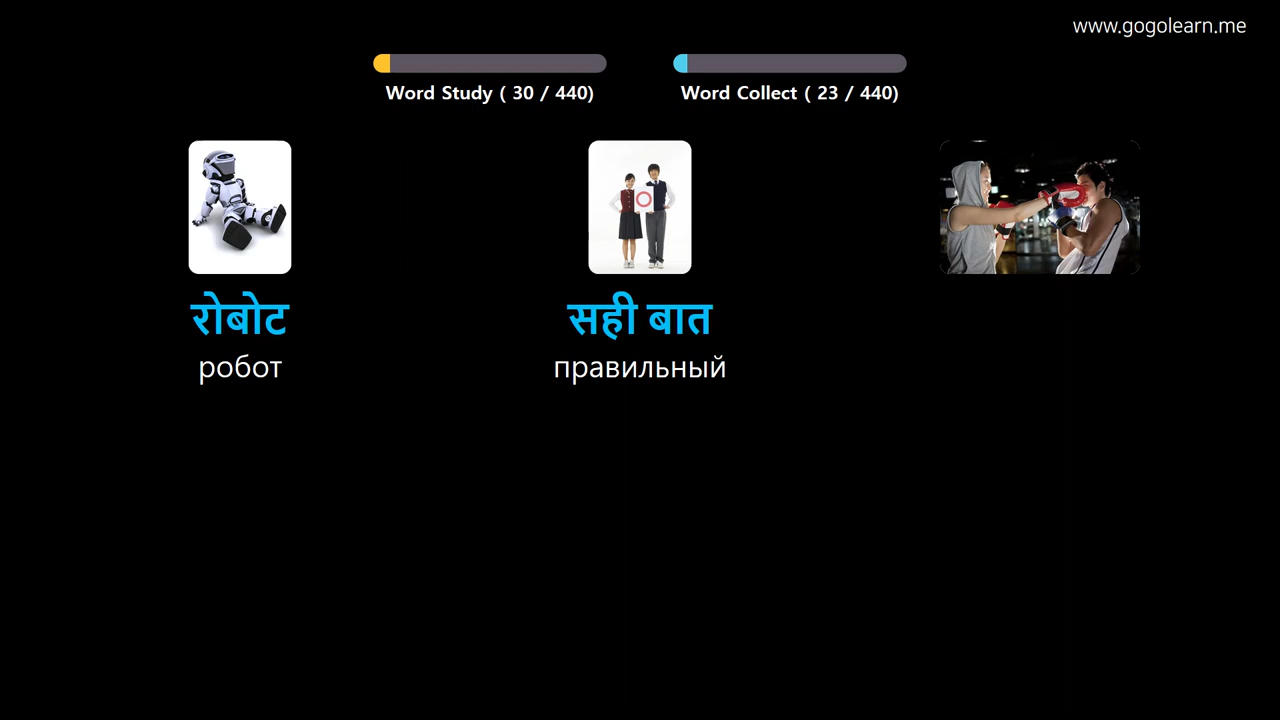 www.gogolearn.me
Word Study ( 30 / 440)
Word Collect ( 23 / 440)
रोबोट
робот
सही बात
правильный